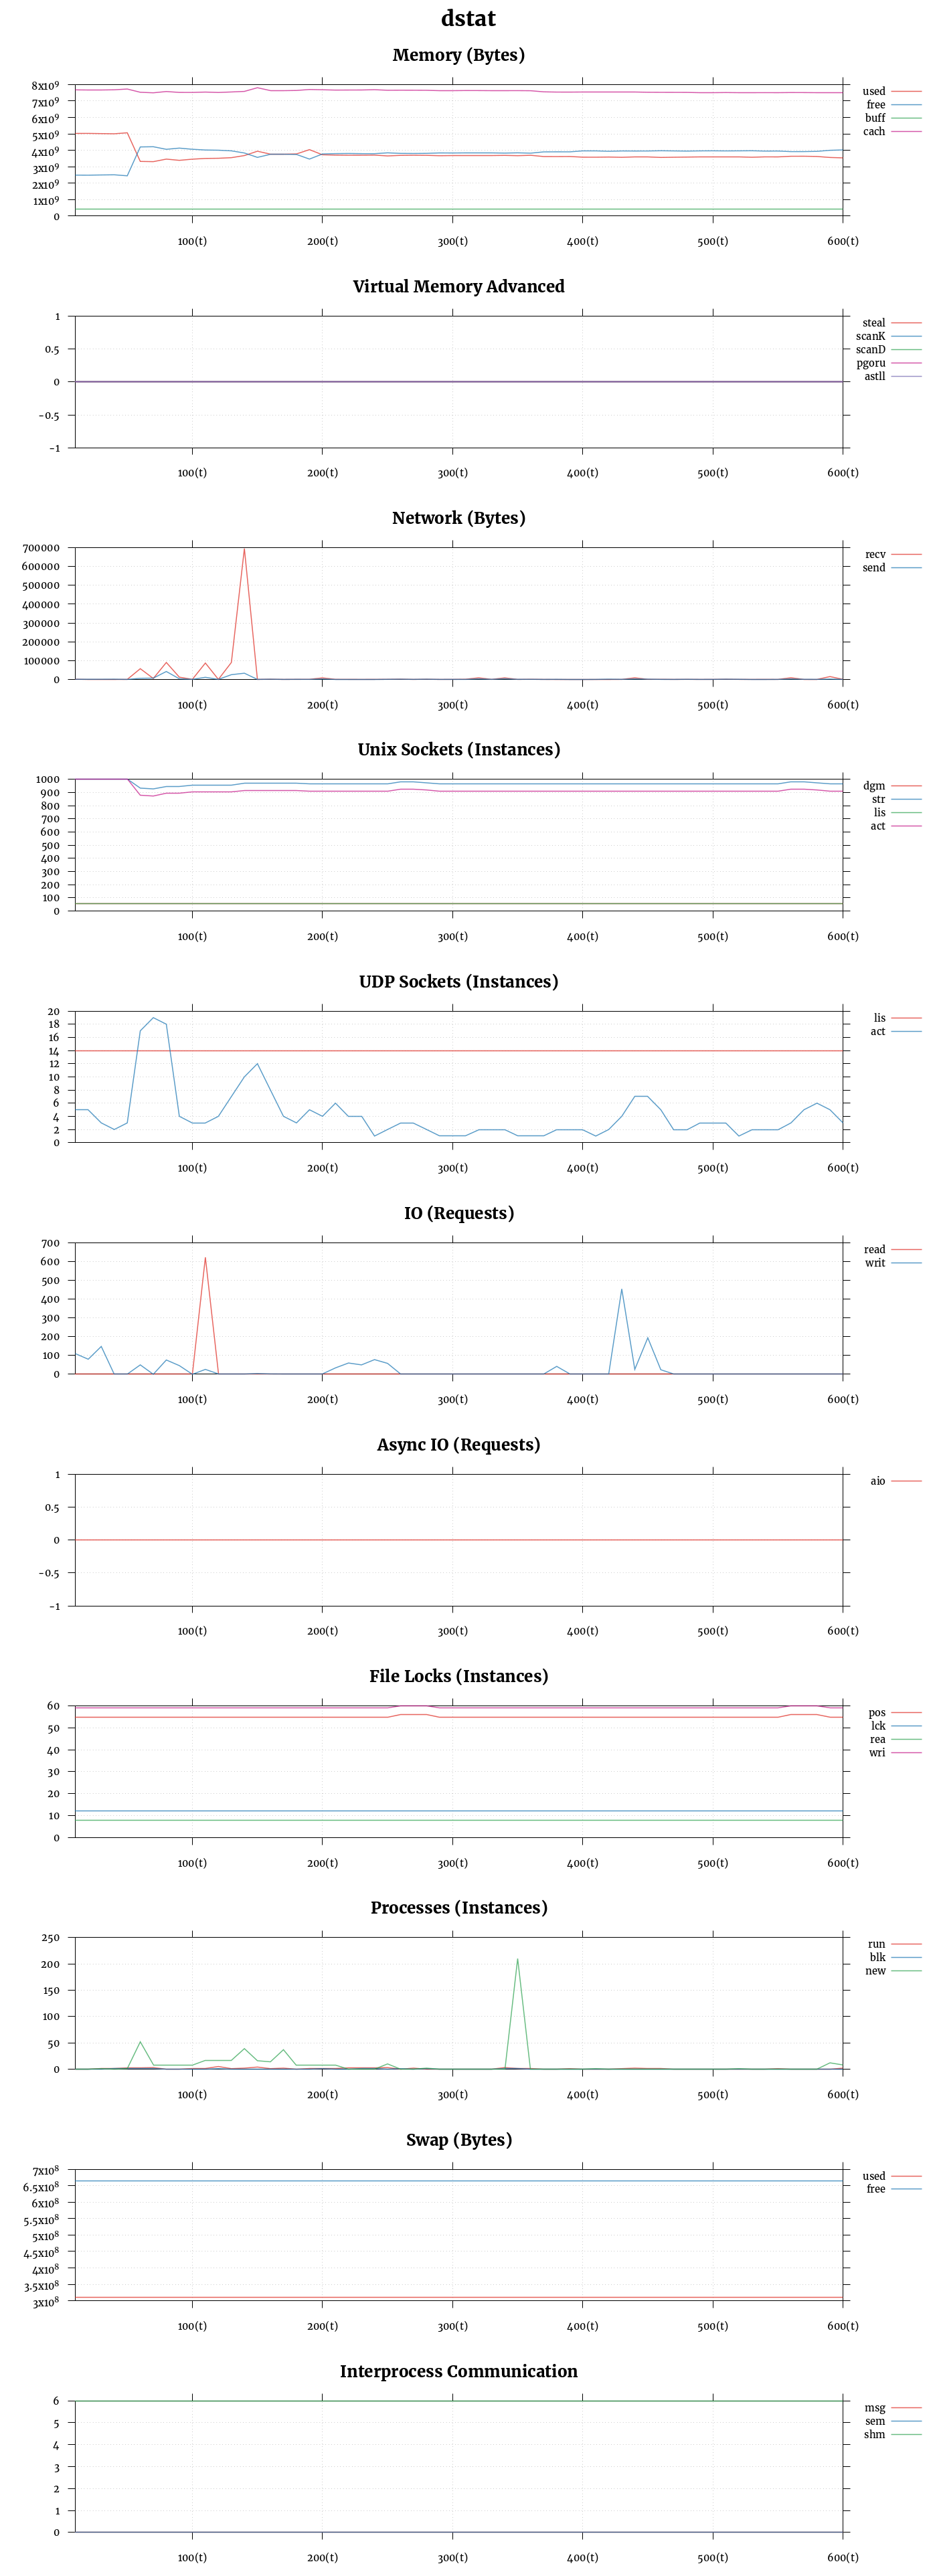 dstat
Memory (Bytes)
8x10⁹
7x10⁹
6x10⁹
5x10⁹
4x10⁹
3x10⁹
2x10⁹
1x10⁹
0
100(t) 200(t) 300(t) 400(t) 500(t) 600(t)
used
free
buff
cach
Virtual Memory Advanced
1
0.5
0
-0.5
-1
100(t) 200(t) 300(t) 400(t) 500(t) 600(t)
steal
scanK
scanD
pgoru
astll
Network (Bytes)
700000
600000
500000
400000
300000
200000
100000
0
100(t) 200(t) 300(t) 400(t) 500(t) 600(t)
recv
send
Unix Sockets (Instances)
1000
900
800
700
600
500
400
300
200
100
0
100(t) 200(t) 300(t) 400(t) 500(t) 600(t)
dgm
str
lis
act
UDP Sockets (Instances)
20
18
16
14
12
10
8
6
4
2
0
100(t) 200(t) 300(t) 400(t) 500(t) 600(t)
lis
act
IO (Requests)
700
600
500
400
300
200
100
0
100(t) 200(t) 300(t) 400(t) 500(t) 600(t)
read
writ
Async IO (Requests)
1
0.5
0
-0.5
-1
100(t) 200(t) 300(t) 400(t) 500(t) 600(t)
aio
File Locks (Instances)
60
50
40
30
20
10
0
100(t) 200(t) 300(t) 400(t) 500(t) 600(t)
pos
lck
rea
wri
Processes (Instances)
250
200
150
100
50
0
100(t) 200(t) 300(t) 400(t) 500(t) 600(t)
run
blk
new
Swap (Bytes)
7x10⁸
6.5x10⁸
6x10⁸
5.5x10⁸
5x10⁸
4.5x10⁸
4x10⁸
3.5x10⁸
3x10⁸
100(t) 200(t) 300(t) 400(t) 500(t) 600(t)
used
free
Interprocess Communication
6
5
4
3
2
1
0
100(t) 200(t) 300(t) 400(t) 500(t) 600(t)
msg
sem
shm